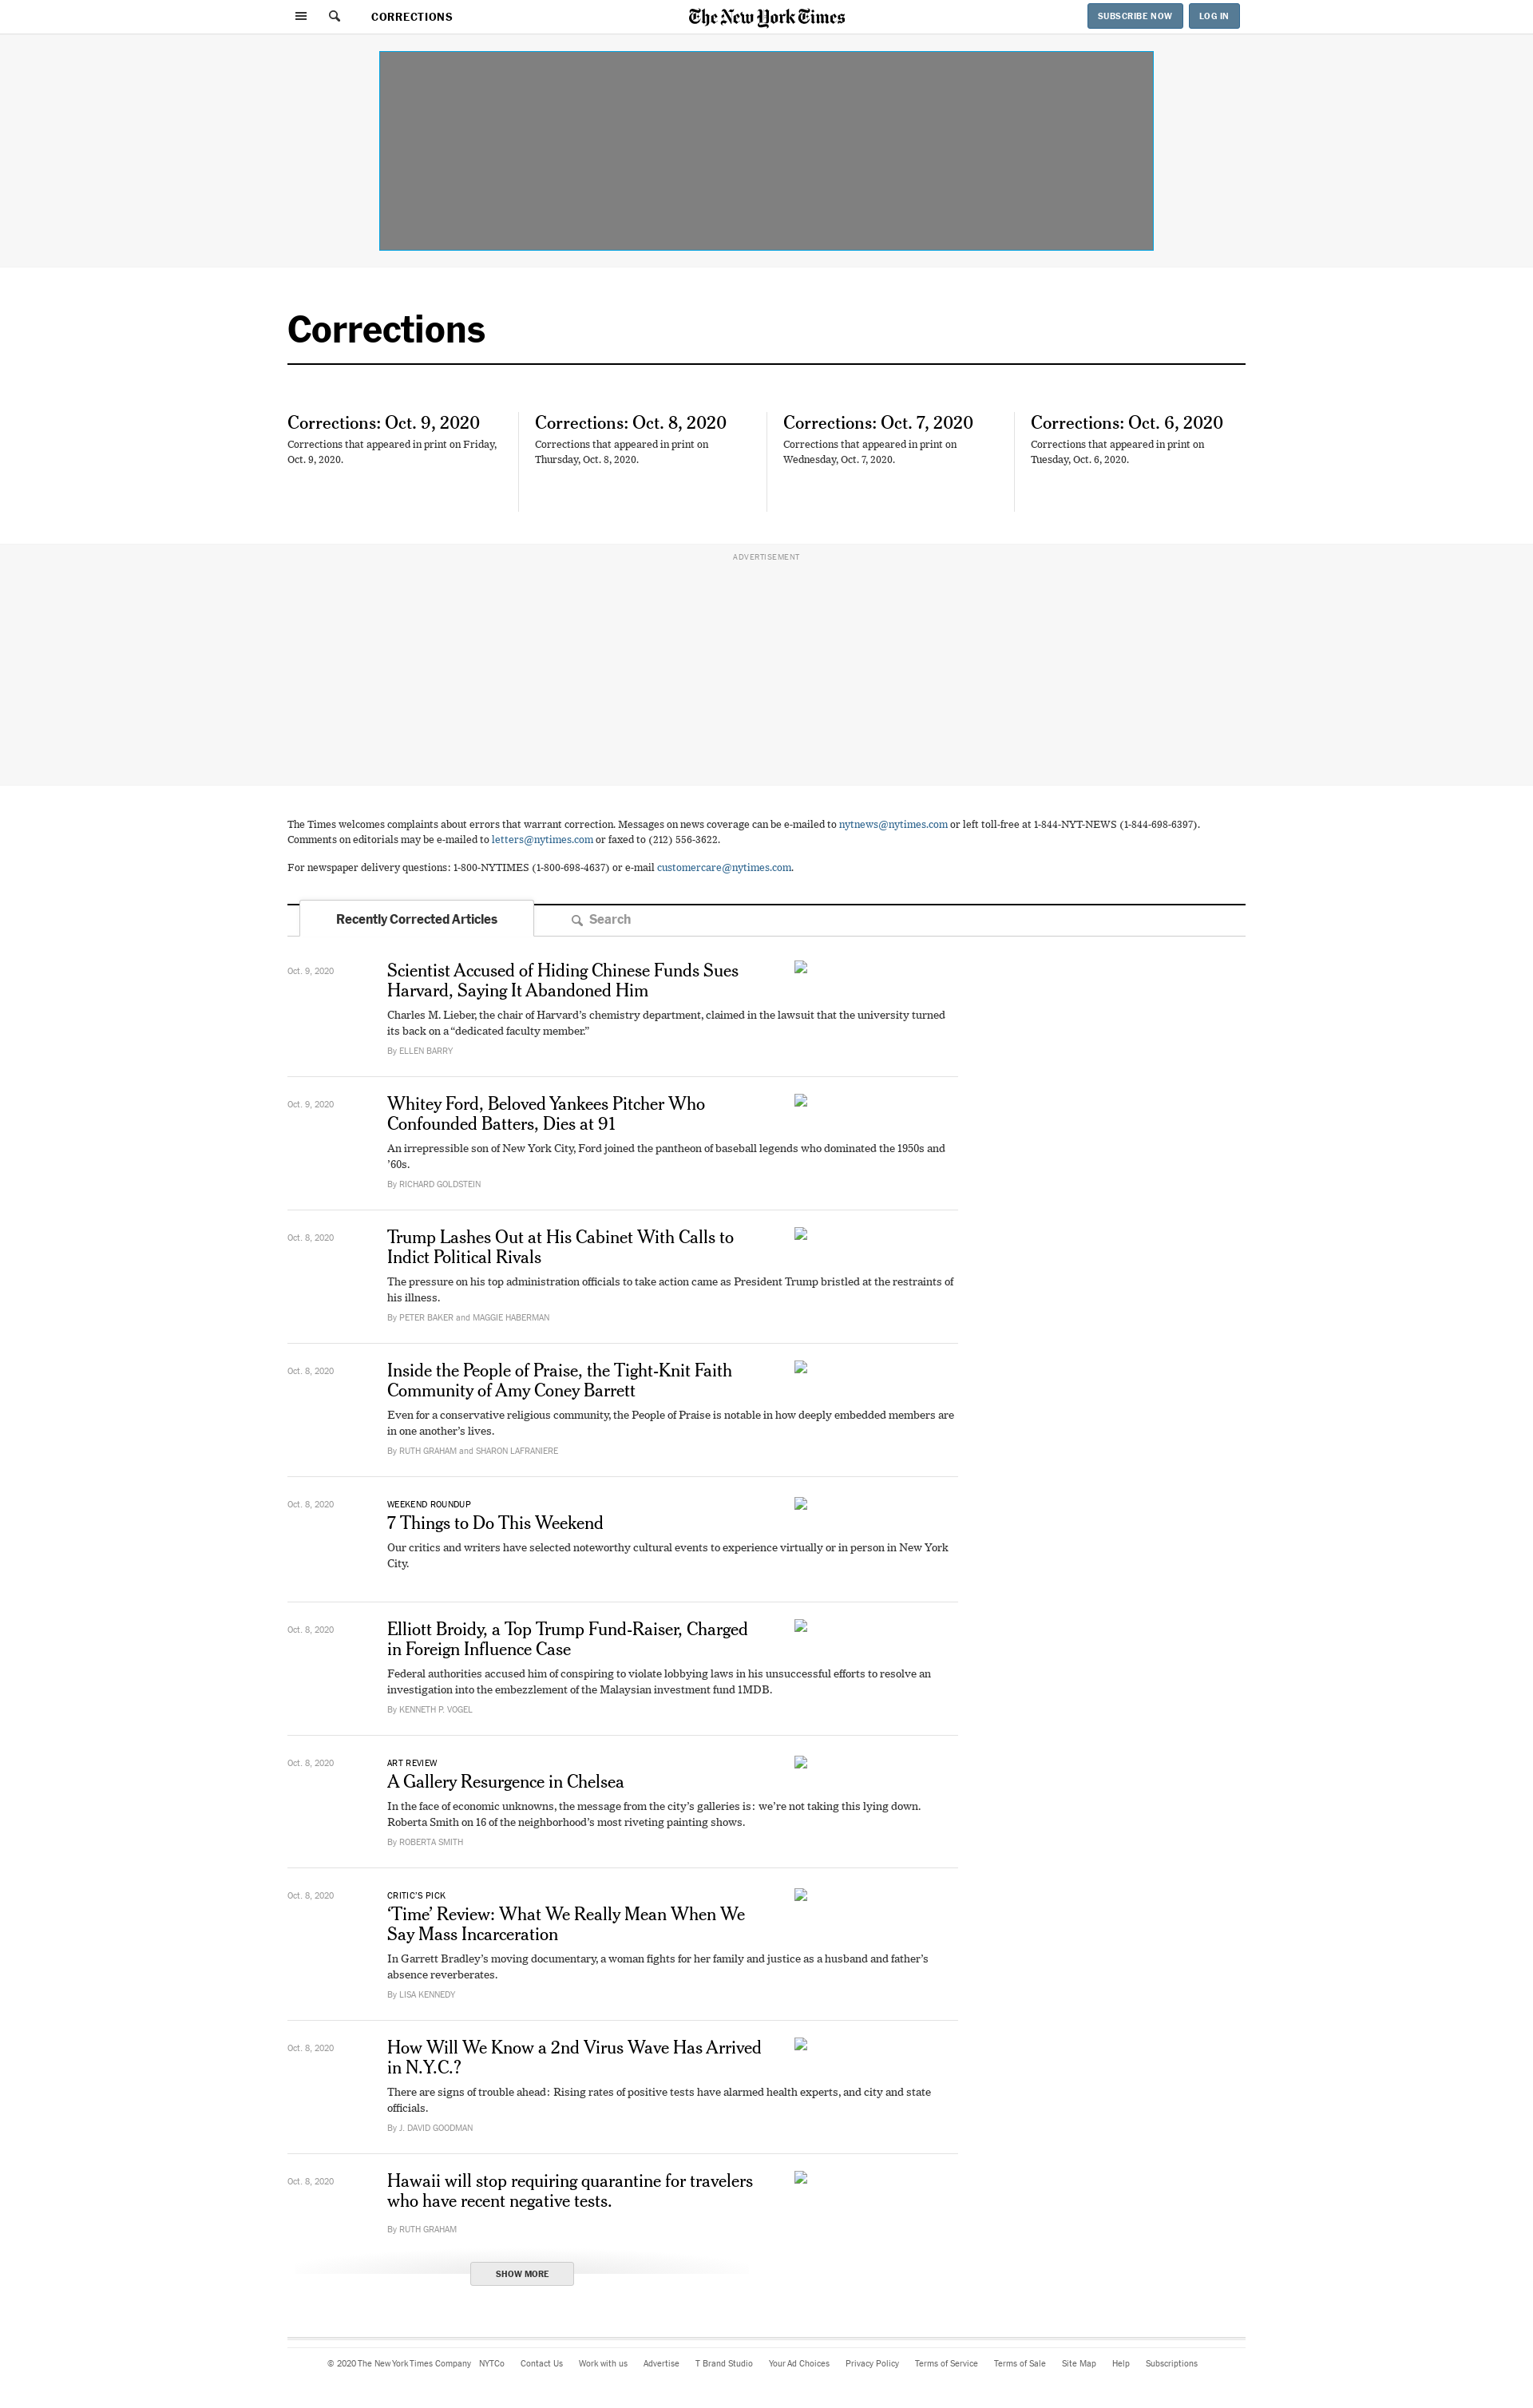 CORRECTIONS
The New York Times
SUBSCRIBE NOW
LOG IN
Corrections
Corrections: Oct. 9, 2020
Corrections that appeared in print on Friday,
Oct. 9, 2020.
Corrections: Oct. 8, 2020
Corrections that appeared in print on
Thursday, Oct. 8, 2020.
Corrections: Oct. 7, 2020
Corrections that appeared in print on
Wednesday, Oct. 7, 2020.
Corrections: Oct. 6, 2020
Corrections that appeared in print on
Tuesday, Oct. 6, 2020.
ADVERTISEMENT
The Times welcomes complaints about errors that warrant correction. Messages on news coverage can be e-mailed to nytnews@nytimes.com or left toll-free at 1-844-NYT-NEWS (1-844-698-6397).
Comments on editorials may be e-mailed to letters@nytimes.com or faxed to (212) 556-3622.
For newspaper delivery questions: 1-800-NYTIMES (1-800-698-4637) or e-mail customercare@nytimes.com.
Recently Corrected Articles
Search
Oct. 9, 2020
Scientist Accused of Hiding Chinese Funds Sues
Harvard, Saying It Abandoned Him
Charles M. Lieber, the chair of Harvard’s chemistry department, claimed in the lawsuit that the university turned
its back on a “dedicated faculty member.”
By ELLEN BARRY
Oct. 9, 2020
Whitey Ford, Beloved Yankees Pitcher Who
Confounded Batters, Dies at 91
An irrepressible son of New York City, Ford joined the pantheon of baseball legends who dominated the 1950s and
’60s.
By RICHARD GOLDSTEIN
Oct. 8, 2020
Trump Lashes Out at His Cabinet With Calls to
Indict Political Rivals
The pressure on his top administration officials to take action came as President Trump bristled at the restraints of
his illness.
By PETER BAKER and MAGGIE HABERMAN
Oct. 8, 2020
Inside the People of Praise, the Tight-Knit Faith
Community of Amy Coney Barrett
Even for a conservative religious community, the People of Praise is notable in how deeply embedded members are
in one another’s lives.
By RUTH GRAHAM and SHARON LAFRANIERE
Oct. 8, 2020
WEEKEND ROUNDUP
7 Things to Do This Weekend
Our critics and writers have selected noteworthy cultural events to experience virtually or in person in New York
City.
Oct. 8, 2020
Elliott Broidy, a Top Trump Fund-Raiser, Charged
in Foreign Influence Case
Federal authorities accused him of conspiring to violate lobbying laws in his unsuccessful efforts to resolve an
investigation into the embezzlement of the Malaysian investment fund 1MDB.
By KENNETH P. VOGEL
Oct. 8, 2020
ART REVIEW
A Gallery Resurgence in Chelsea
In the face of economic unknowns, the message from the city’s galleries is: we’re not taking this lying down.
Roberta Smith on 16 of the neighborhood’s most riveting painting shows.
By ROBERTA SMITH
Oct. 8, 2020
CRITIC’S PICK
‘Time’ Review: What We Really Mean When We
Say Mass Incarceration
In Garrett Bradley’s moving documentary, a woman fights for her family and justice as a husband and father’s
absence reverberates.
By LISA KENNEDY
Oct. 8, 2020
How Will We Know a 2nd Virus Wave Has Arrived
in N.Y.C.?
There are signs of trouble ahead: Rising rates of positive tests have alarmed health experts, and city and state
officials.
By J. DAVID GOODMAN
Oct. 8, 2020
Hawaii will stop requiring quarantine for travelers
who have recent negative tests.
By RUTH GRAHAM
SHOW MORE
© 2020 The New York Times Company NYTCo Contact Us Work with us Advertise T Brand Studio Your Ad Choices Privacy Policy Terms of Service Terms of Sale Site Map Help Subscriptions